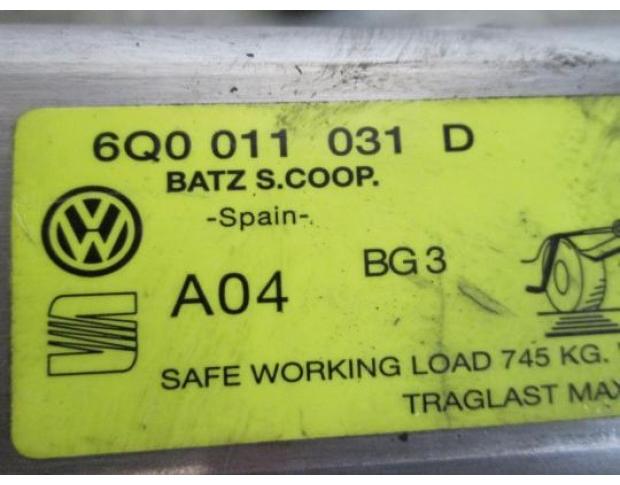 6Q0 011 031 D
BATZ S.COOP.
-Spain-
BG 3
A04
SAFE WORKING LOAD 745 KG.
TRAGLAST MAX